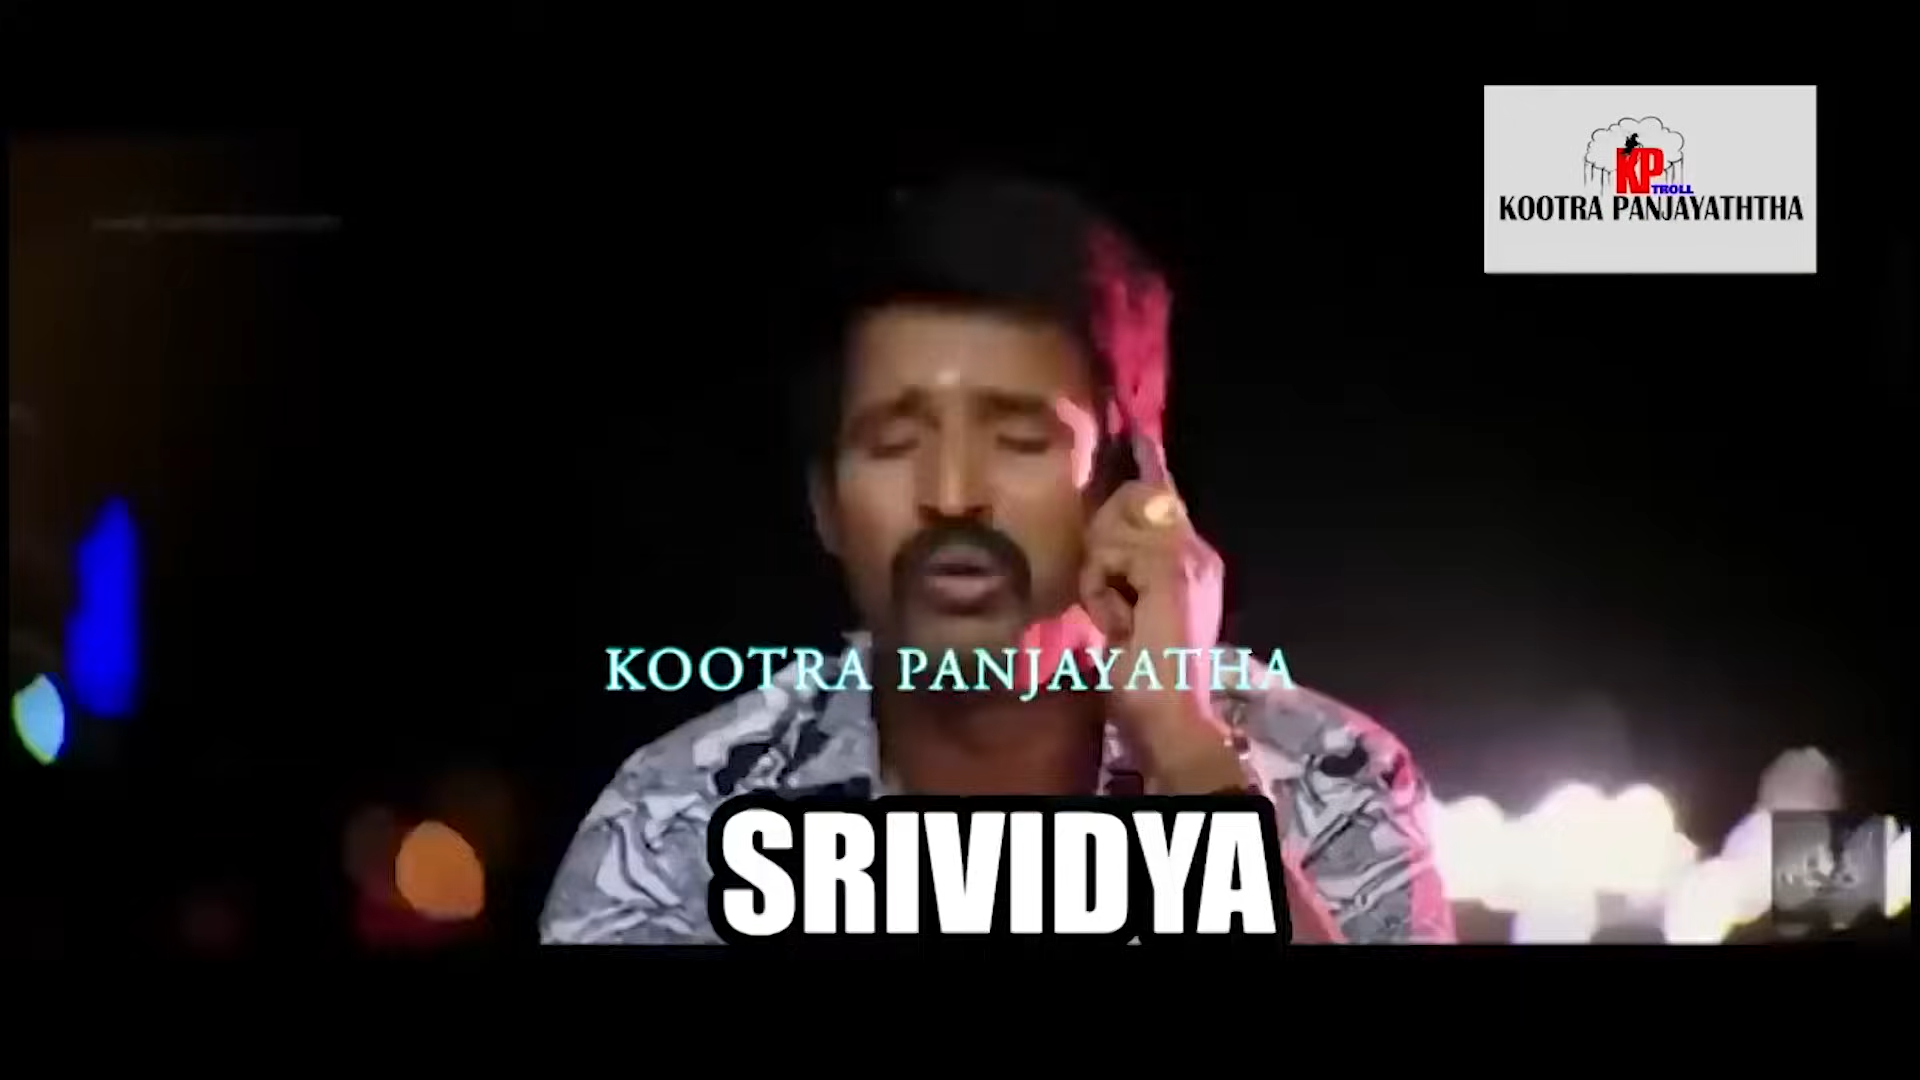 KP
TROLL
KOOTRA PANJAYATHTHA
KOOTRA PANJAYATHA
SRIVIDYA